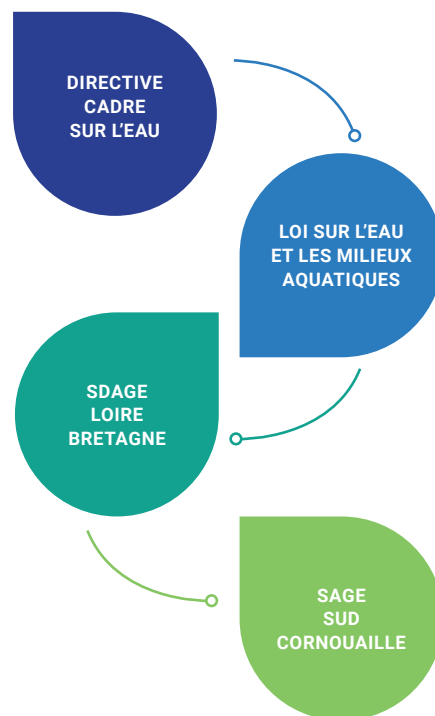 DIRECTIVE
CADRE
SUR L'EAU
LOI SUR L'EAU
ET LES MILIEUX
AQUATIQUES
SDAGE
LOIRE
BRETAGNE
SAGE
SUD
CORNOUAILLE